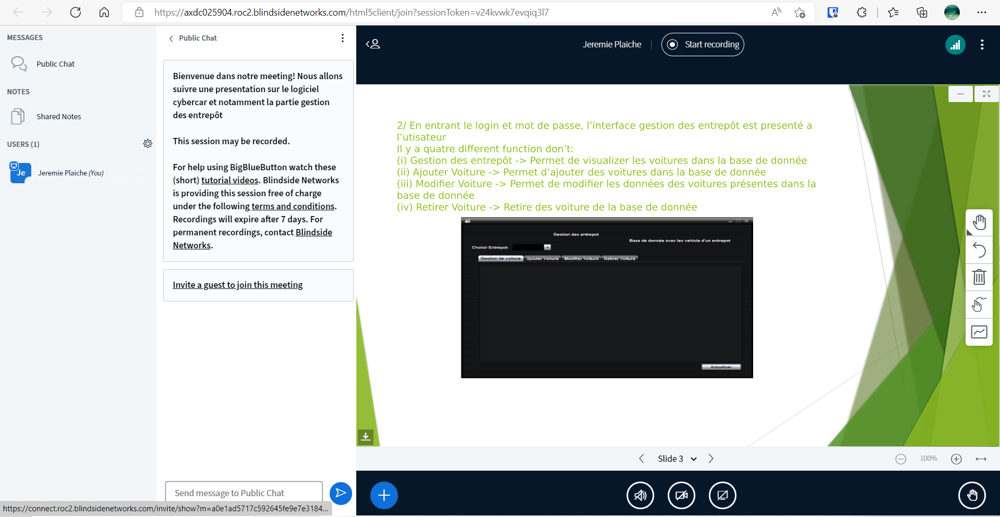 https://axdc025904.roc2.blindsidenetworks.com/html5client/join?sessionToken=v24kvwk7evqiq3l7
MESSAGES
Public Chat
NOTES
Shared Notes
USERS (1)
Je
Jeremie Plaiche (You)
Public Chat
Bienvenue dans notre meeting! Nous allons
suivre une presentation sur le logiciel
cybercar et notamment la partie gestion
des entrepôt
This session may be recorded.
For help using BigBlueButton watch these
(short) tutorial videos. Blindside Networks
is providing this session free of charge
under the following terms and conditions.
Recordings will expire after 7 days. For
permanent recordings, contact Blindside
Networks.
Invite a guest to join this meeting
Send message to Public Chat
https://connect.roc2.blindsidenetworks.com/invite/show?m=a0e1ad5717c592645fe9e7e3184...
Jeremie Plaiche
Start recording
2/ En entrant le login et mot de passe, l’interface gestion des entrepôt est presenté a
l’utisateur
Il y a quatre different function don’t:
(i) Gestion des entrepôt -> Permet de visualizer les voitures dans la base de donnée
(ii) Ajouter Voiture -> Permet d’ajouter des voitures dans la base de donnée
(iii) Modifier Voiture -> Permet de modifier les données des voitures présentes dans la
base de donnée
(iv) Retirer Voiture -> Retire des voiture de la base de donnée
Gestion des entrepot
Base de donnée avec les vehicle d'un entrepot
Choisir Entrepot:
Gestion de voiture Ajouter Voiture Modifier Voiture Retirer Voiture
Actualiser
Slide 3
100%